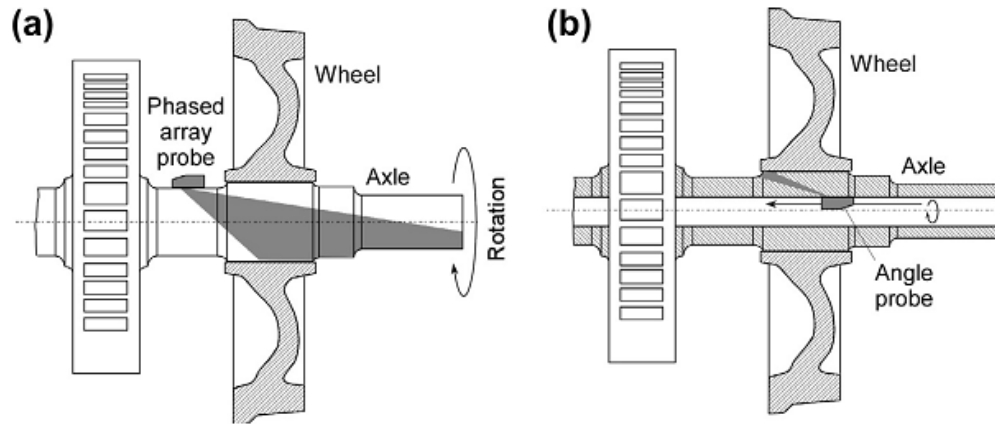 (a)
Wheel
Phased
array
probe
Axle
Rotation
(b)
Wheel
Axle
Angle
probe